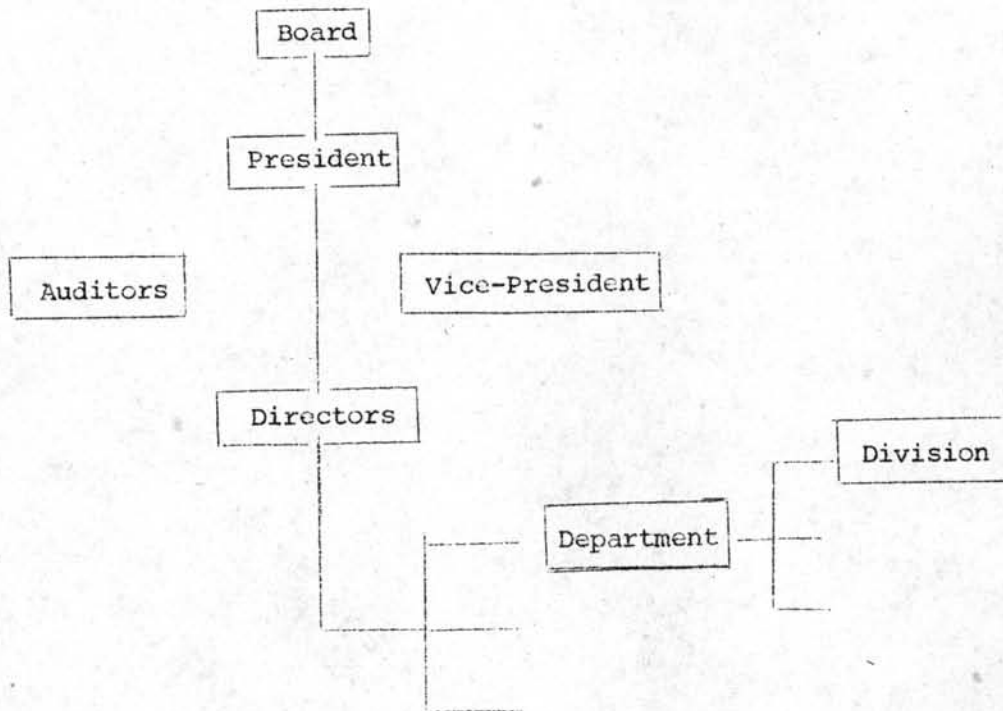 Board
President
Auditors
Vice-President
Directors
Division
Department